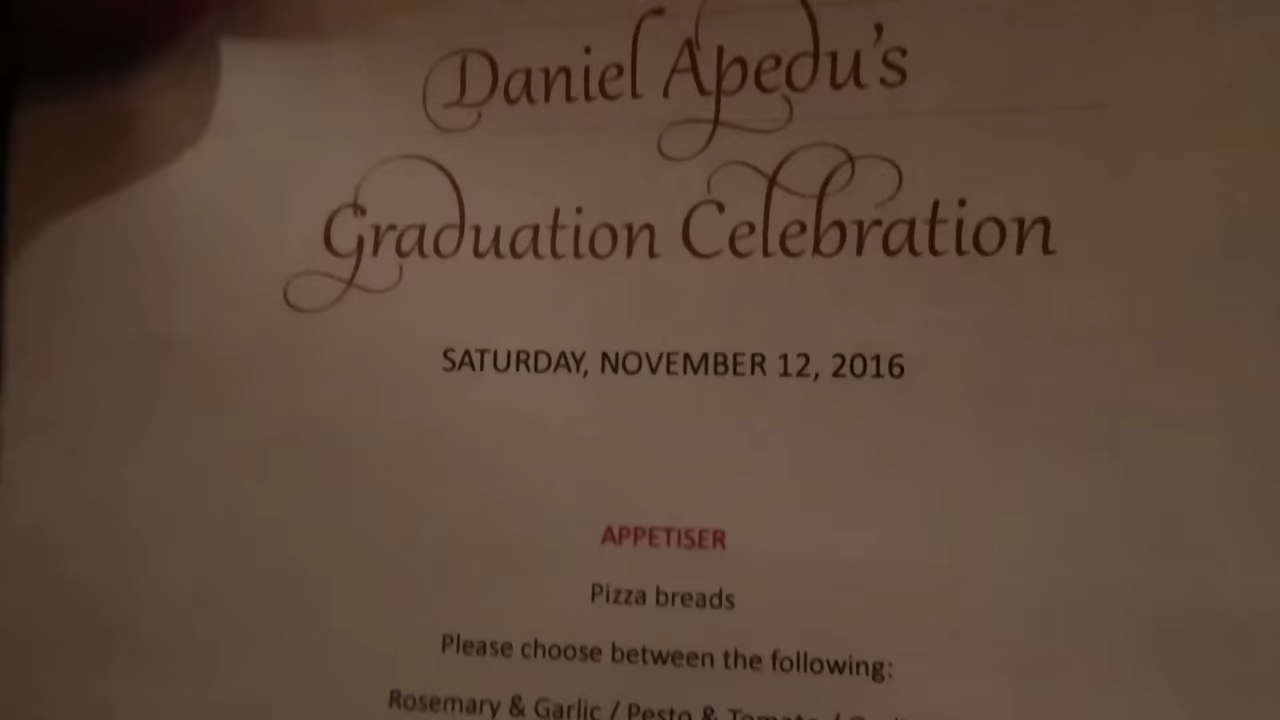 Daniel Apedu's
Graduation Celebration
SATURDAY, NOVEMBER 12, 2016
APPETISER
Pizza breads
Please choose between the following:
Rosemary & Garlic / Pesto &